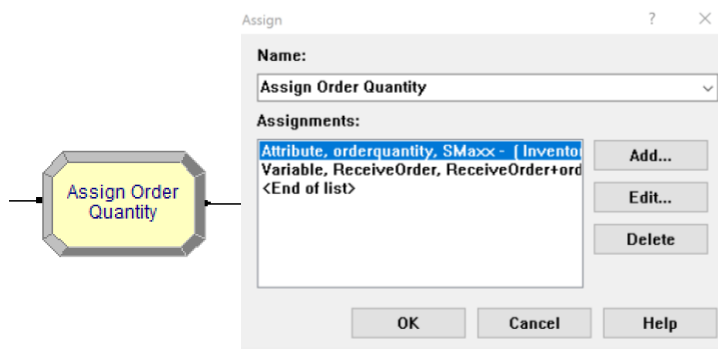 Assign
?
Name:
Assign Order Quantity
Assignments:
Attribute, orderquantity, SMaxx - ( Invento
Variable, ReceiveOrder, ReceiveOrder+ord
<End of list>
Add...
Edit...
Delete
OK
Cancel
Help
Assign Order
Quantity